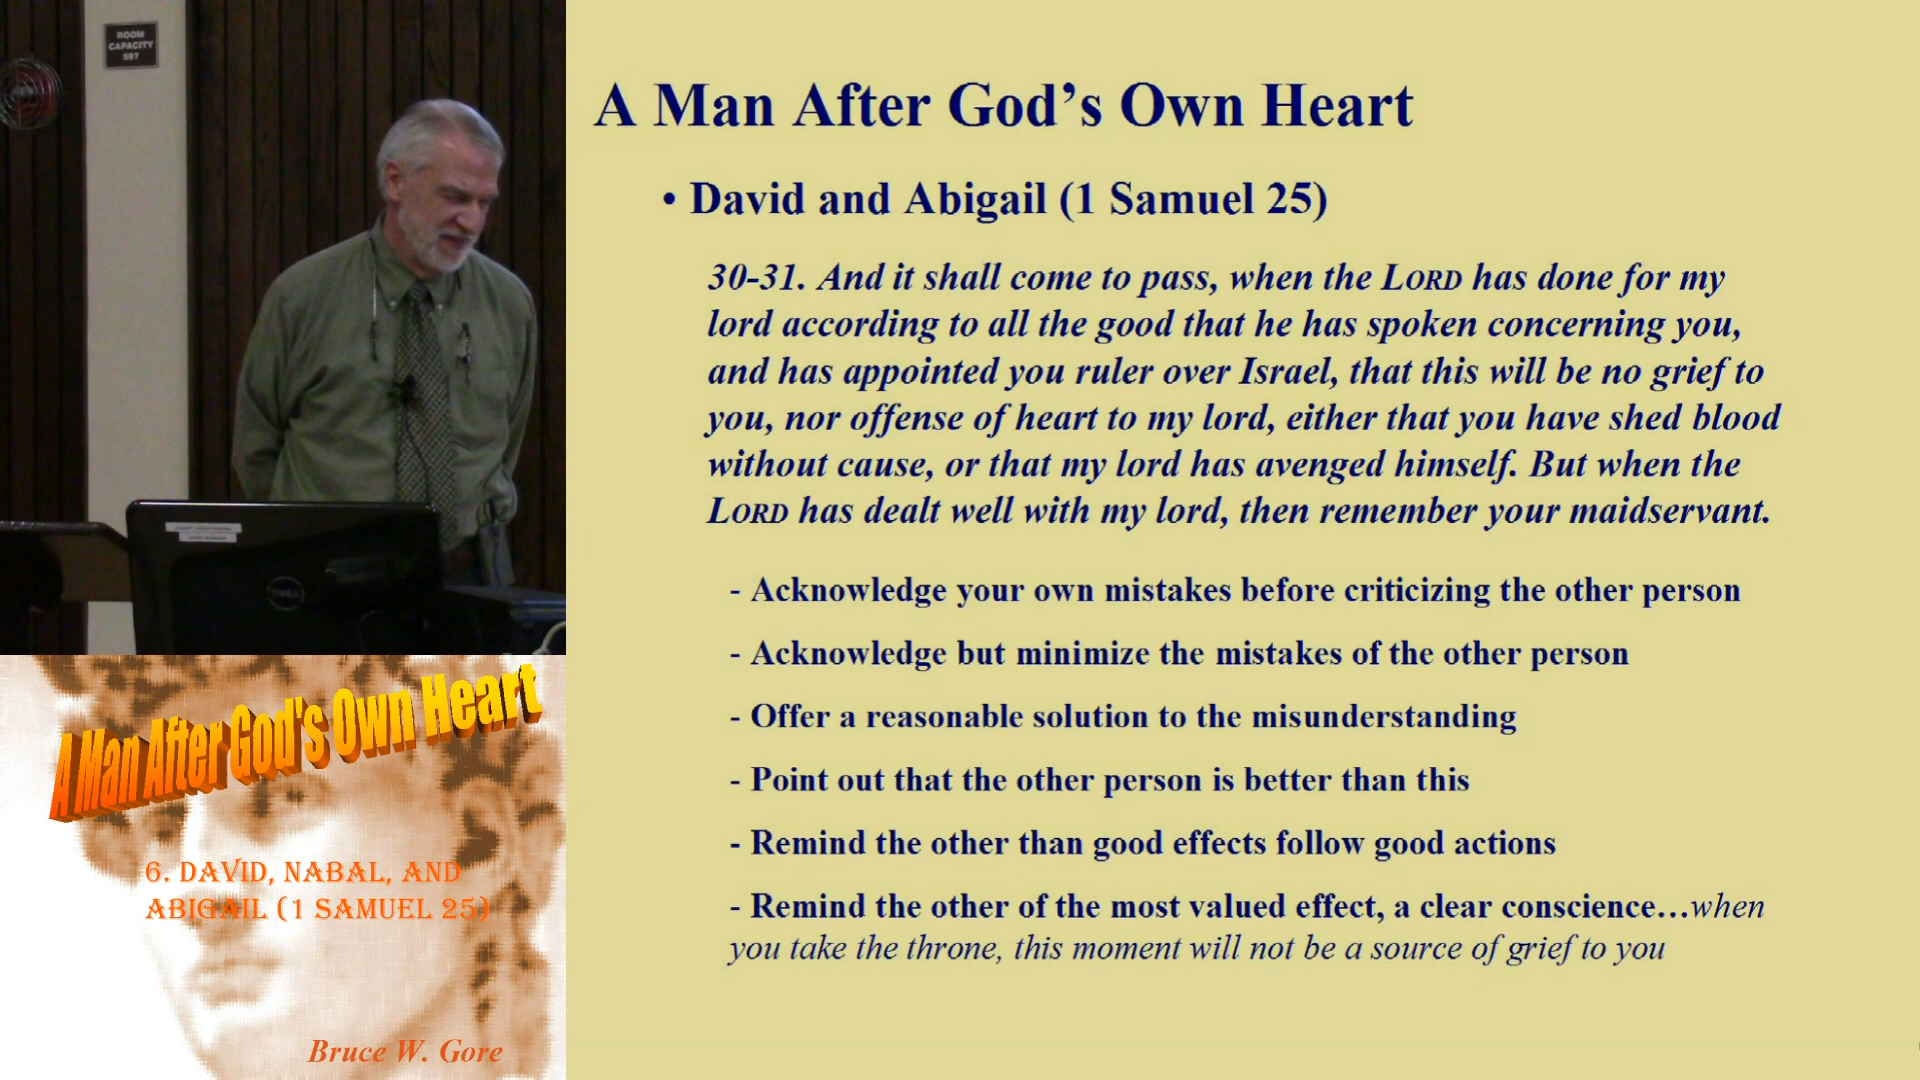 ROOM
CAPACITY
597
A Man After God’s Own Heart
• David and Abigail (1 Samuel 25)
30-31. And it shall come to pass, when the LORD has done for my
lord according to all the good that he has spoken concerning you,
and has appointed you ruler over Israel, that this will be no grief to
you, nor offense of heart to my lord, either that you have shed blood
without cause, or that my lord has avenged himself. But when the
LORD has dealt well with my lord, then remember your maidservant.
- Acknowledge your own mistakes before criticizing the other person
- Acknowledge but minimize the mistakes of the other person
- Offer a reasonable solution to the misunderstanding
- Point out that the other person is better than this
- Remind the other than good effects follow good actions
- Remind the other of the most valued effect, a clear conscience…when
you take the throne, this moment will not be a source of grief to you
A Man After God's Own Heart
6. DAVID, NABAL, AND
ABIGAIL (1 SAMUEL 25)
Bruce W. Gore